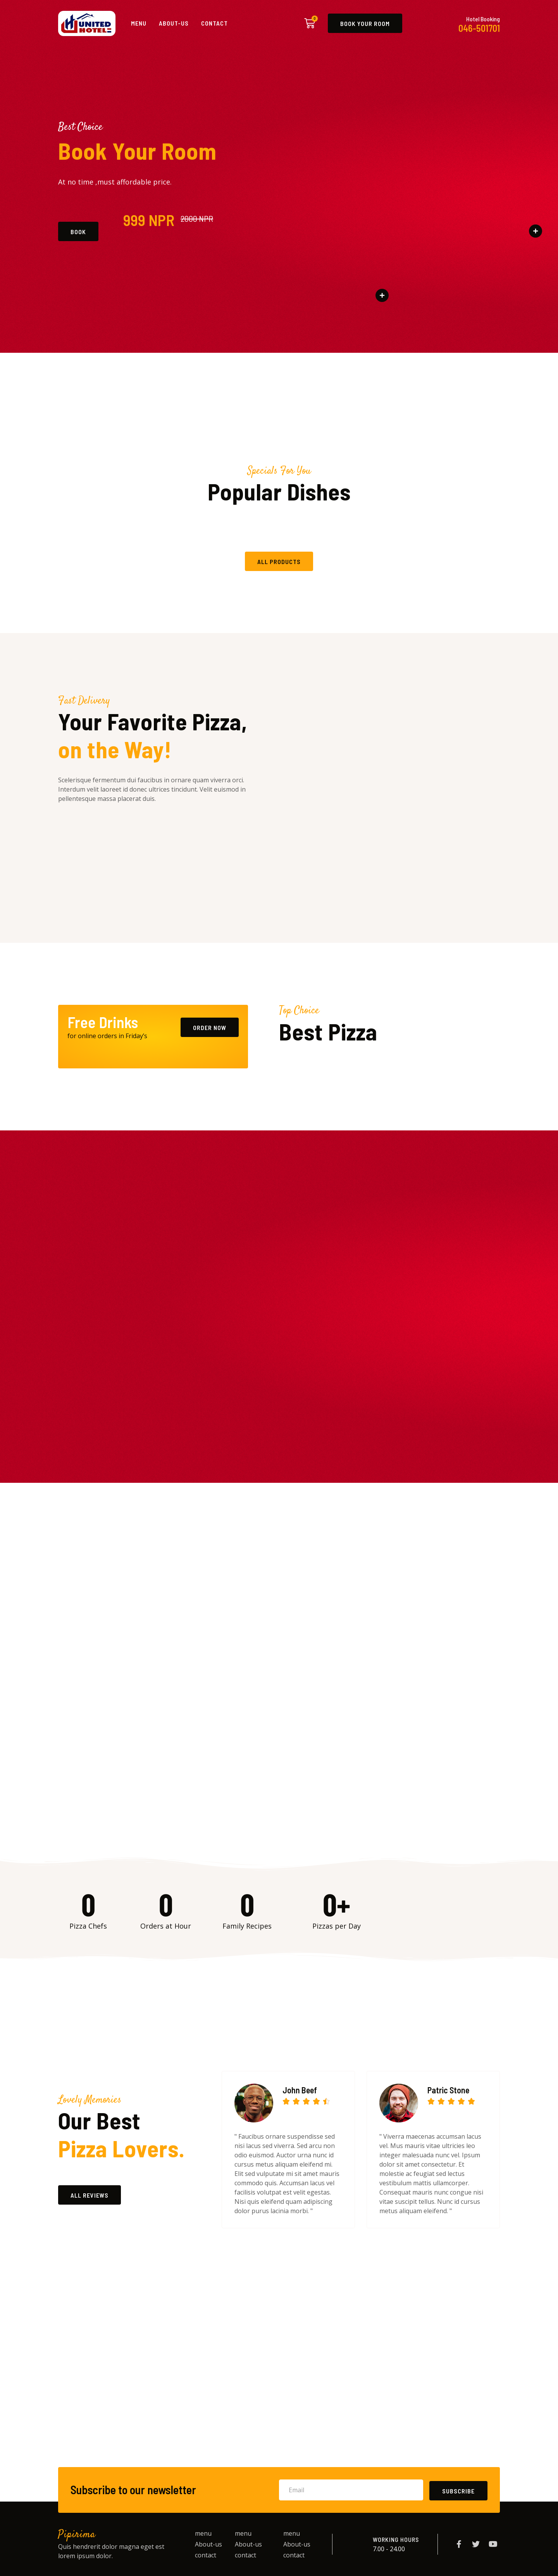 UNITED
HOTEL
MENU
ABOUT-US
CONTACT
BOOK YOUR ROOM
Hotel Booking
046-501701
Best Choice
Book Your Room
At no time ,must affordable price.
BOOK
999 NPR 2000 NPR
Specials For You
Popular Dishes
ALL PRODUCTS
Fast Delivery
Your Favorite Pizza,
on the Way!
Scelerisque fermentum dui faucibus in ornare quam viverra orci.
Interdum velit laoreet id donec ultrices tincidunt. Velit euismod in
pellentesque massa placerat duis.
Free Drinks
for online orders in Friday's
ORDER NOW
Top Choice
Best Pizza
0
Pizza Chefs
0
Orders at Hour
0
Family Recipes
0+
Pizzas per Day
Lovely Memories
Our Best
Pizza Lovers.
ALL REVIEWS
John Beef
" Faucibus ornare suspendisse sed
nisi lacus sed viverra. Sed arcu non
odio euismod. Auctor urna nunc id
cursus metus aliquam eleifend mi.
Elit sed vulputate mi sit amet mauris
commodo quis. Accumsan lacus vel
facilisis volutpat est velit egestas.
Nisi quis eleifend quam adipiscing
dolor purus lacinia morbi. "
Patric Stone
" Viverra maecenas accumsan lacus
vel. Mus mauris vitae ultricies leo
integer malesuada nunc vel. Ipsum
dolor sit amet consectetur. Et
molestie ac feugiat sed lectus
vestibulum mattis ullamcorper.
Consequat mauris nunc congue nisi
vitae suscipit tellus. Nunc id cursus
metus aliquam eleifend. "
Subscribe to our newsletter
Email
SUBSCRIBE
Pipirima
Quis hendrerit dolor magna eget est
lorem ipsum dolor.
menu
About-us
contact
menu
About-us
contact
menu
About-us
contact
WORKING HOURS
7.00 - 24.00